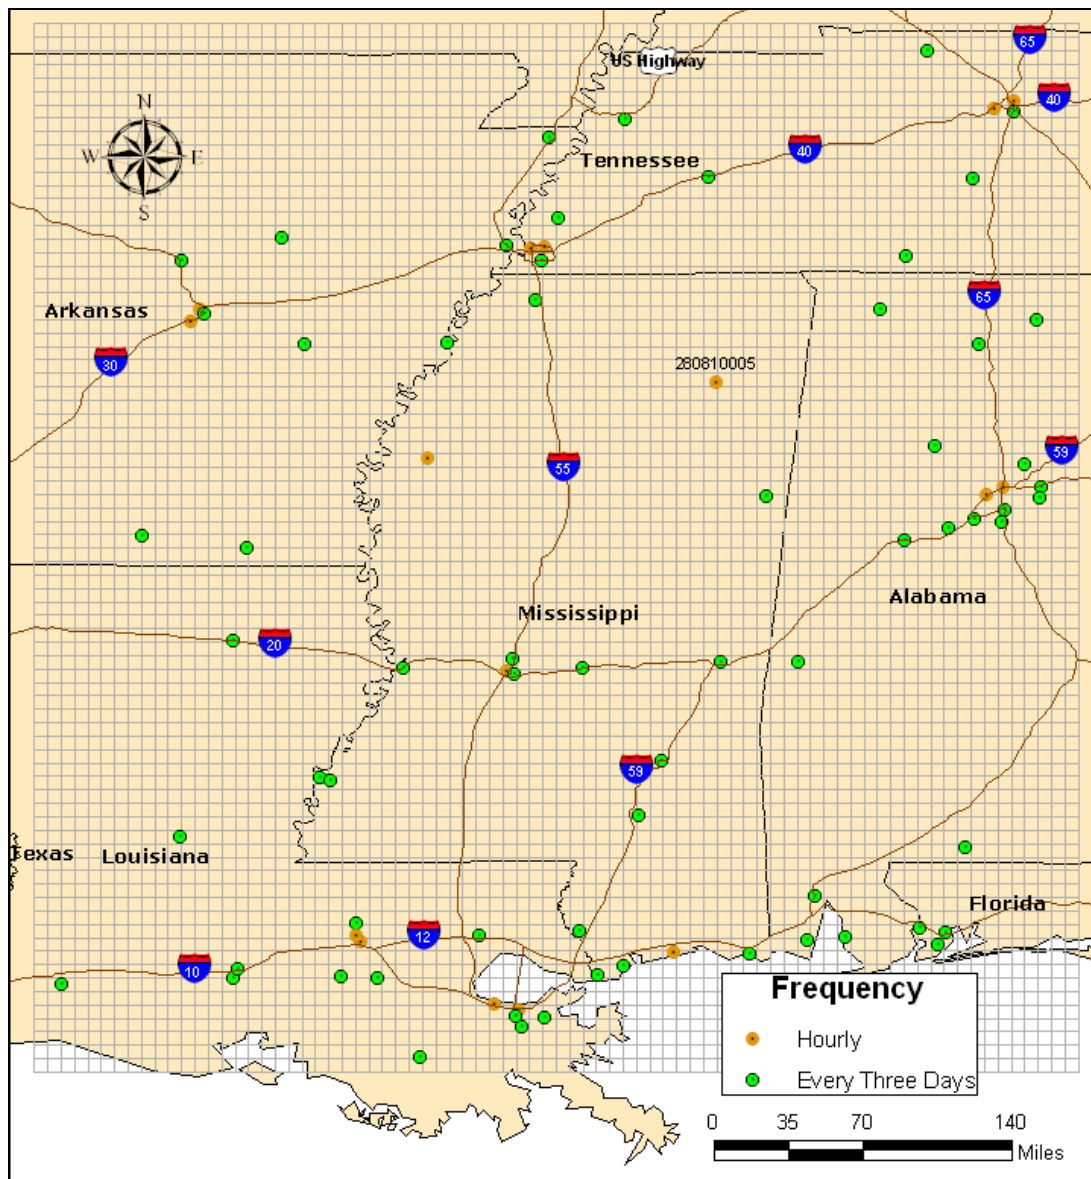 65
US Highway
40
N
40
Tennessee
W E
S
65
Arkansas
30
280810005
59
55
Alabama
Mississippi
20
59
Texas Louisiana
Florida
12
10
Frequency
Hourly
Every Three Days
0 35 70 140
Miles